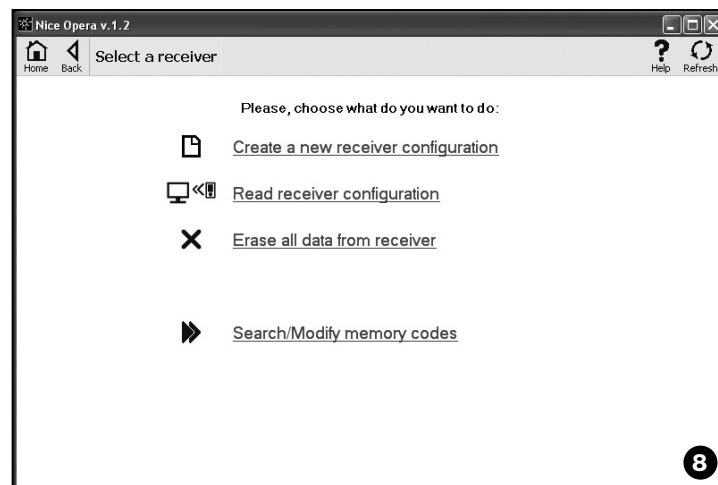 Nice Opera v.1.2
Home Back Select a receiver Help Refresh
Please, choose what do you want to do:
Create a new receiver configuration
Read receiver configuration
Erase all data from receiver
Search/Modify memory codes
8